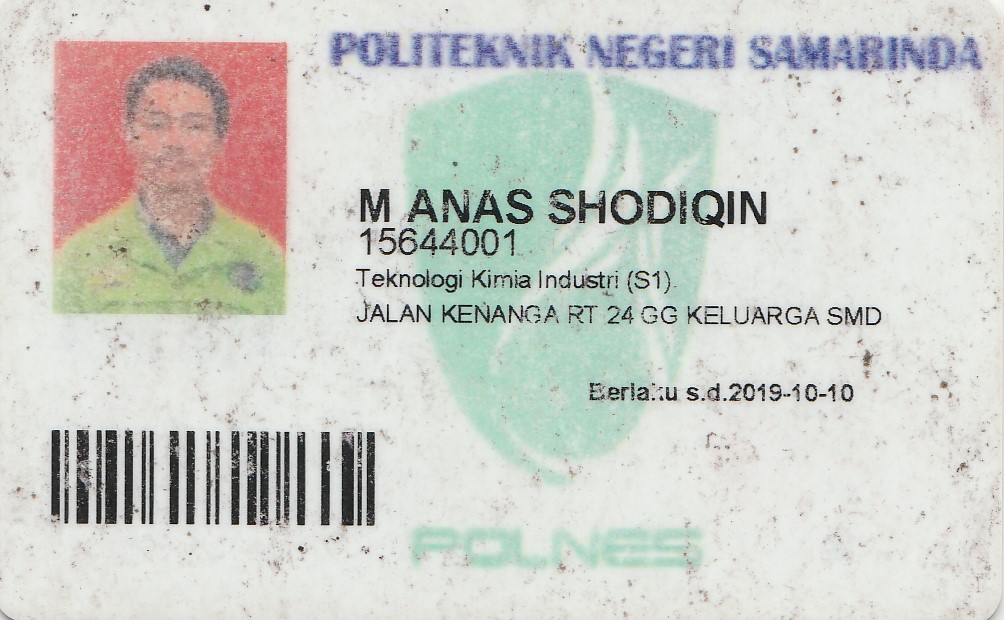 POLITEKNIK NEGERI SAMARINDA
M ANAS SHODIQIN
15644001
Teknologi Kimia Industri (S1)
JALAN KENANGA RT 24 GG KELUARGA SMD
Berlaku s.d.2019-10-10
POLNES